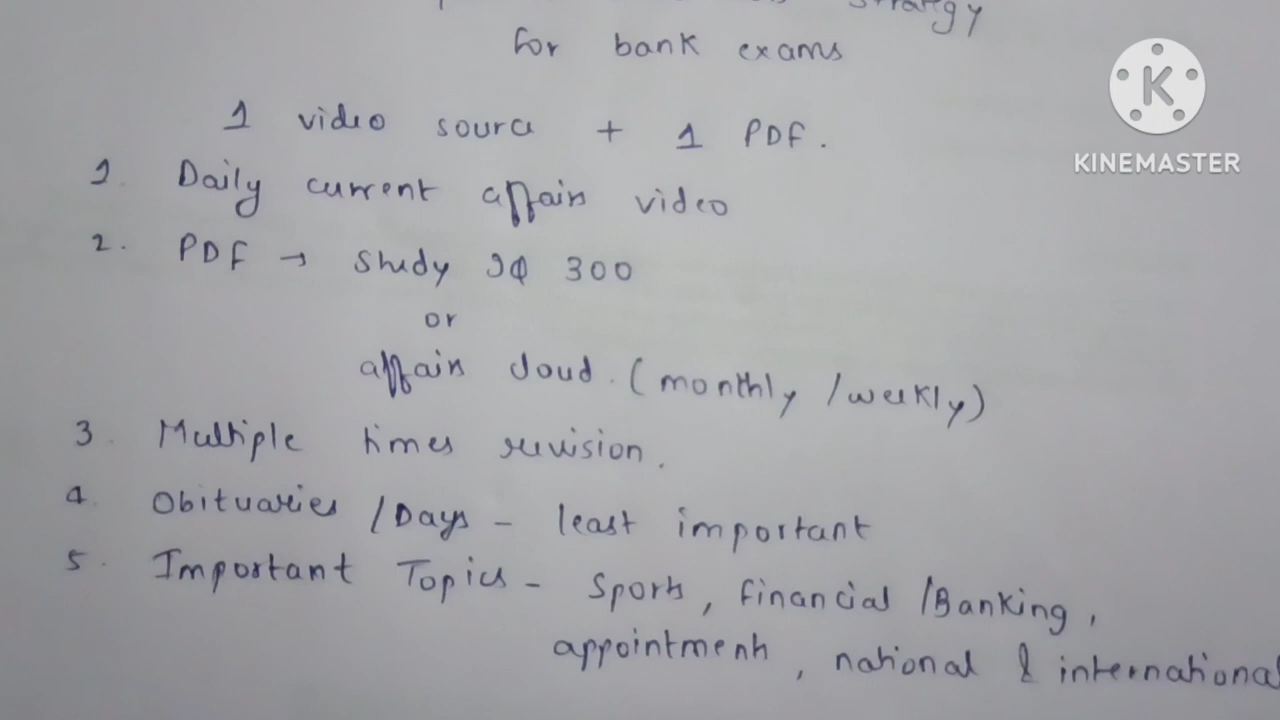 strategy
For bank exams
1 video source + 1 PDF.
1. Daily current affairs video
2. PDF → Study IQ 300
or
affairs cloud. (monthly /weekly)
3. Multiple times revision.
4. Obituaries /Days - least important
5. Important Topics - Sports, financial /Banking,
appointments, national & international
KINEMASTER